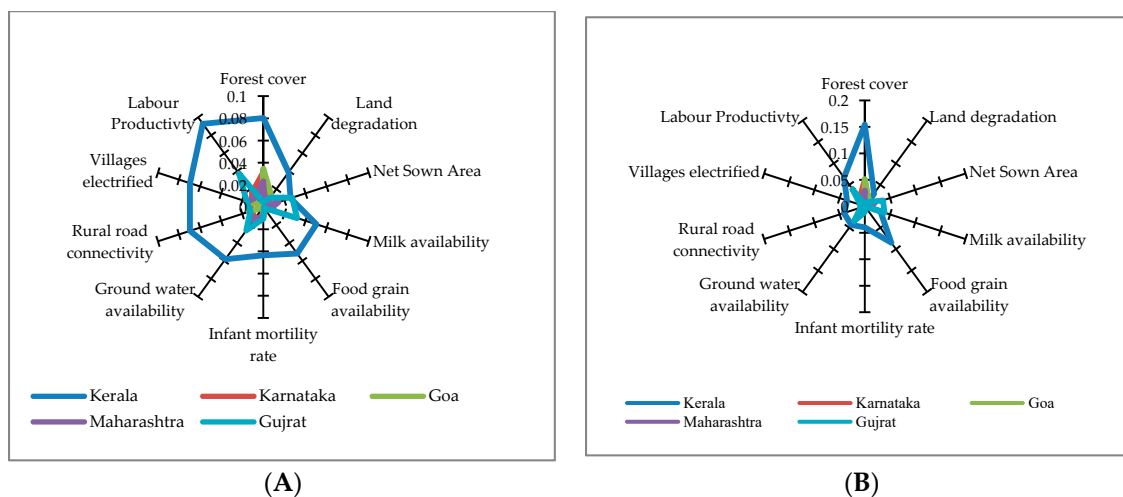 Forest cover
0.1
0.08
0.06
0.04
0.02
0
Land
degradation
Net Sown Area
Milk availability
Food grain
availability
Infant mortility
rate
Ground water
availability
Rural road
connectivity
Villages
electrified
Labour
Productivty
Kerala
Karnataka
Goa
Maharashtra
Gujrat
(A)
Forest cover
0.2
0.15
0.1
0.05
0
Land degradation
Net Sown Area
Milk availability
Food grain
availability
Infant mortility rate
Ground water
availability
Rural road
connectivity
Villages electrified
Labour Productivty
Kerala
Karnataka
Goa
Maharashtra
Gujrat
(B)